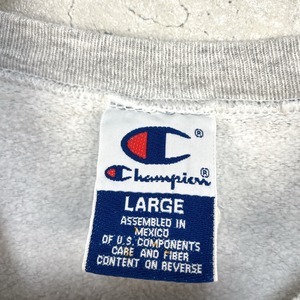 ®
Champion®
LARGE
ASSEMBLED IN
MEXICO
OF U.S. COMPONENTS
CARE AND FIBER
CONTENT ON REVERSE